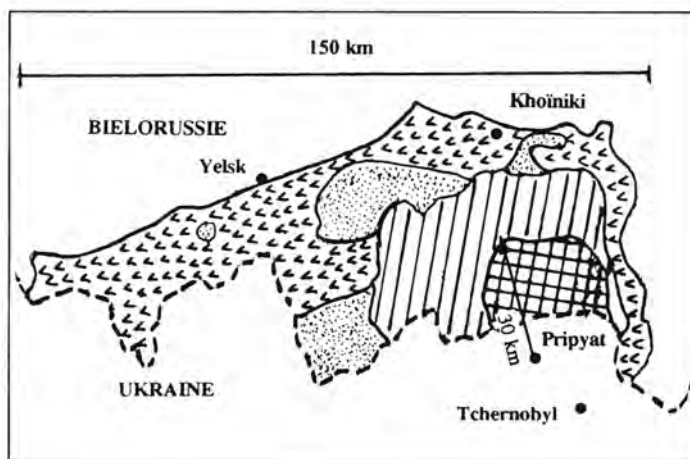 150 km
Khoïniki
BIELORUSSIE
Yelsk
30 km
Pripyat
UKRAINE
Tchernobyl